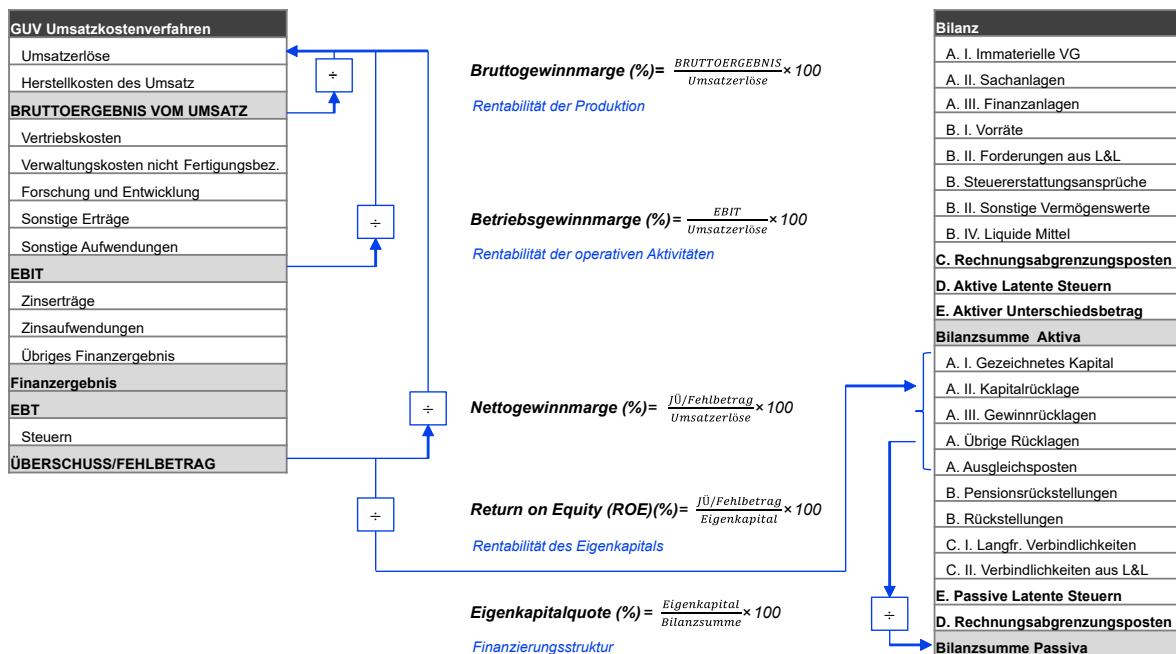 GUV Umsatzkostenverfahren
Umsatzerlöse
Herstellkosten des Umsatz
BRUTTOERGEBNIS VOM UMSATZ
Vertriebskosten
Verwaltungskosten nicht Fertigungsbez.
Forschung und Entwicklung
Sonstige Erträge
Sonstige Aufwendungen
EBIT
Zinserträge
Zinsaufwendungen
Übriges Finanzergebnis
Finanzergebnis
EBT
Steuern
ÜBERSCHUSS/FEHLBETRAG
÷
÷
÷
÷
Bruttogewinnmarge (%)= BRUTTOERGEBNIS/Umsatzerlöse × 100
Rentabilität der Produktion
Betriebsgewinnmarge (%)= EBIT/Umsatzerlöse × 100
Rentabilität der operativen Aktivitäten
Nettogewinnmarge (%)= JÜ/Fehlbetrag/Umsatzerlöse × 100
Return on Equity (ROE)(%)= JÜ/Fehlbetrag/Eigenkapital × 100
Rentabilität des Eigenkapitals
Eigenkapitalquote (%) = Eigenkapital/Bilanzsumme × 100
Finanzierungsstruktur
÷
Bilanz
A. I. Immaterielle VG
A. II. Sachanlagen
A. III. Finanzanlagen
B. I. Vorräte
B. II. Forderungen aus L&L
B. Steuererstattungsansprüche
B. II. Sonstige Vermögenswerte
B. IV. Liquide Mittel
C. Rechnungsabgrenzungsposten
D. Aktive Latente Steuern
E. Aktiver Unterschiedsbetrag
Bilanzsumme Aktiva
A. I. Gezeichnetes Kapital
A. II. Kapitalrücklage
A. III. Gewinnrücklagen
A. Übrige Rücklagen
A. Ausgleichsposten
B. Pensionsrückstellungen
B. Rückstellungen
C. I. Langfr. Verbindlichkeiten
C. II. Verbindlichkeiten aus L&L
E. Passive Latente Steuern
D. Rechnungsabgrenzungsposten
Bilanzsumme Passiva